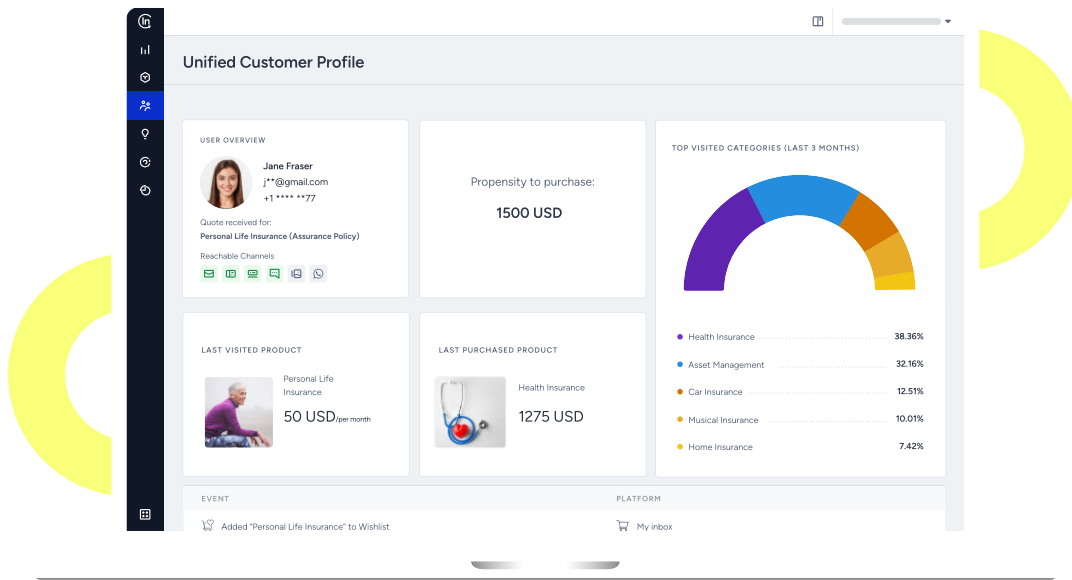 In
Unified Customer Profile
USER OVERVIEW
Jane Fraser
j**@gmail.com
+1 **** **77
Quote received for:
Personal Life Insurance (Assurance Policy)
Reachable Channels
Propensity to purchase:
1500 USD
TOP VISITED CATEGORIES (LAST 3 MONTHS)
Health Insurance 38.36%
Asset Management 32.16%
Car Insurance 12.51%
Musical Insurance 10.01%
Home Insurance 7.42%
LAST VISITED PRODUCT
Personal Life
Insurance
50 USD/per month
LAST PURCHASED PRODUCT
Health Insurance
1275 USD
EVENT PLATFORM
Added "Personal Life Insurance" to Wishlist My inbox